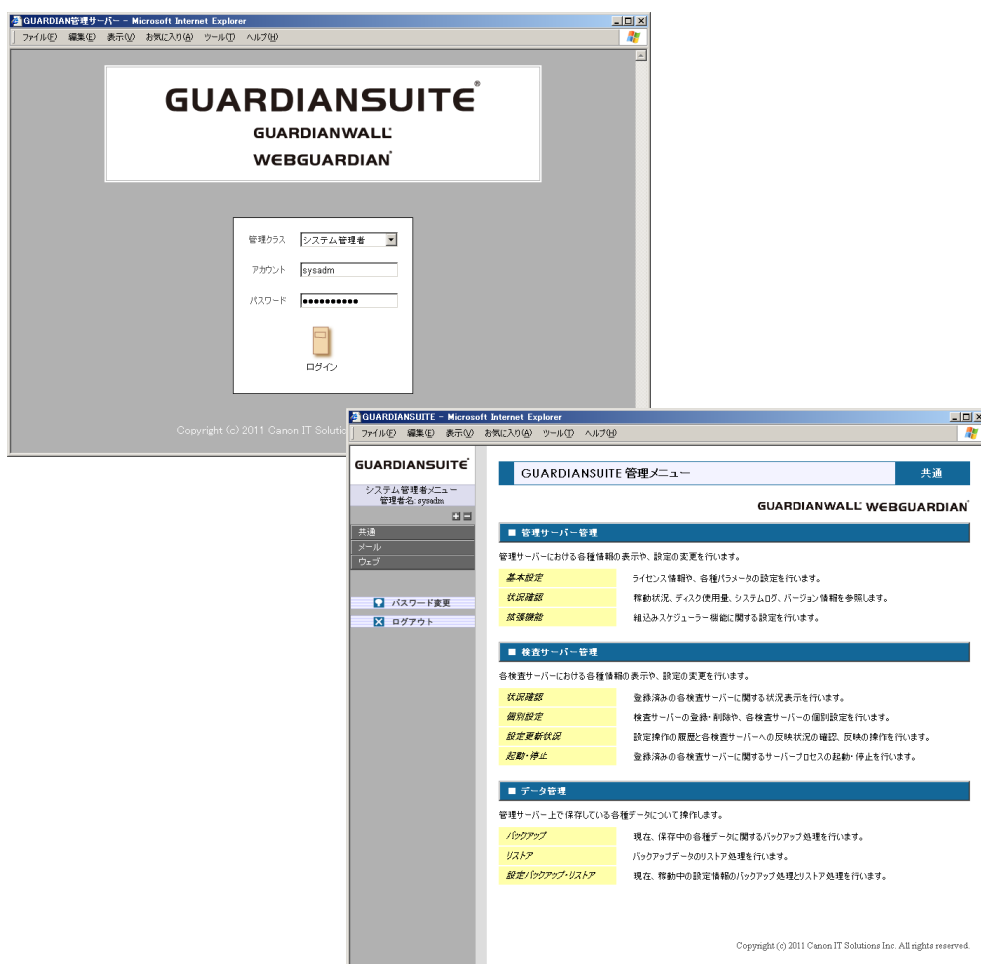 GUARDIAN管理サーバー - Microsoft Internet Explorer
ファイル(F) 編集(E) 表示(V) お気に入り(A) ツール(T) ヘルプ(H)
GUARDIANSUITE®
GUARDIANWALL
WEBGUARDIAN
管理クラス システム管理者
アカウント sysadm
パスワード ●●●●●●●●●●
ログイン
Copyright (c) 2011 Canon IT Solutio
GUARDIANSUITE - Microsoft Internet Explorer
ファイル(F) 編集(E) 表示(V) お気に入り(A) ツール(T) ヘルプ(H)
GUARDIANSUITE
システム管理者メニュー
管理者名: sysadm
共通
メール
ウェブ
パスワード変更
ログアウト
GUARDIANSUITE 管理メニュー 共通
GUARDIANWALL WEBGUARDIAN
■ 管理サーバー管理
管理サーバーにおける各種情報の表示や、設定の変更を行います。
基本設定 ライセンス情報や、各種パラメータの設定を行います。
状況確認 稼動状況、ディスク使用量、システムログ、バージョン情報を参照します。
拡張機能 組込みスケジューラー機能に関する設定を行います。
■ 検査サーバー管理
各検査サーバーにおける各種情報の表示や、設定の変更を行います。
状況確認 登録済みの各検査サーバーに関する状況表示を行います。
個別設定 検査サーバーの登録・削除や、各検査サーバーの個別設定を行います。
設定更新状況 設定操作の履歴と各検査サーバーへの反映状況の確認、反映の操作を行います。
起動・停止 登録済みの各検査サーバーに関するサーバープロセスの起動・停止を行います。
■ データ管理
管理サーバー上で保存している各種データについて操作します。
バックアップ 現在、保存中の各種データに関するバックアップ処理を行います。
リストア バックアップデータのリストア処理を行います。
設定バックアップ・リストア 現在、稼動中の設定情報のバックアップ処理とリストア処理を行います。
Copyright (c) 2011 Canon IT Solutions Inc. All rights reserved.